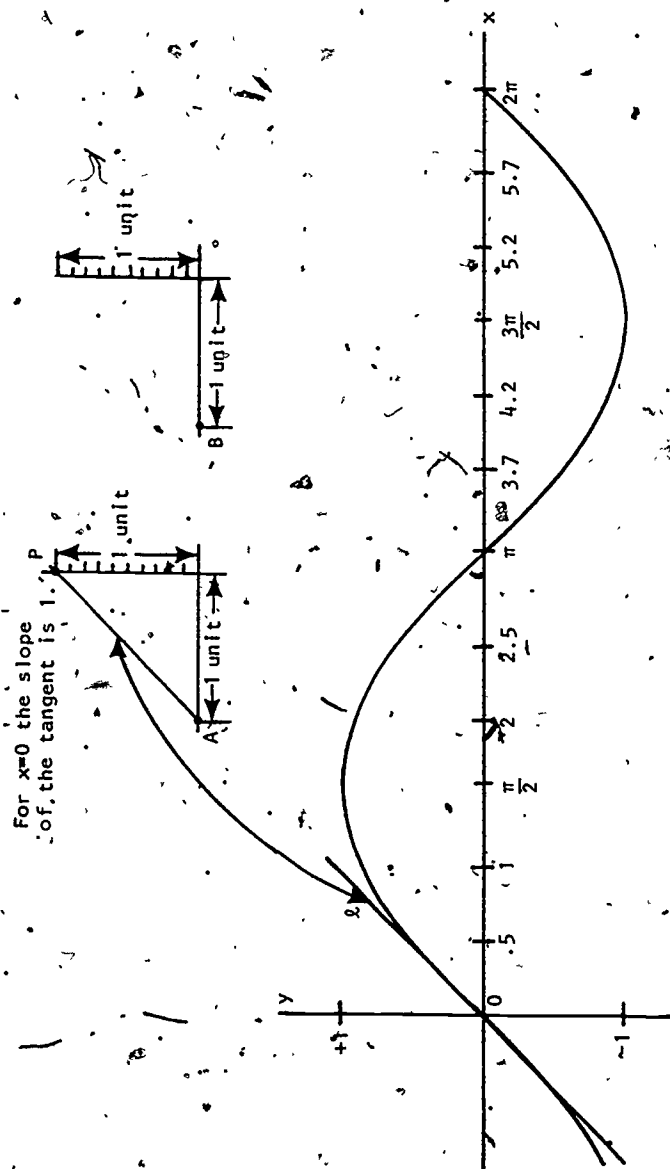 For x=0 the slope
of the tangent is 1.
P
1 unit
A
1 unit
1 unit
B
1 unit
ℓ
y
+1
-1
0
.5
1
π/2
2
2.5
π
3.7
4.2
3π/2
5.2
5.7
2π
x